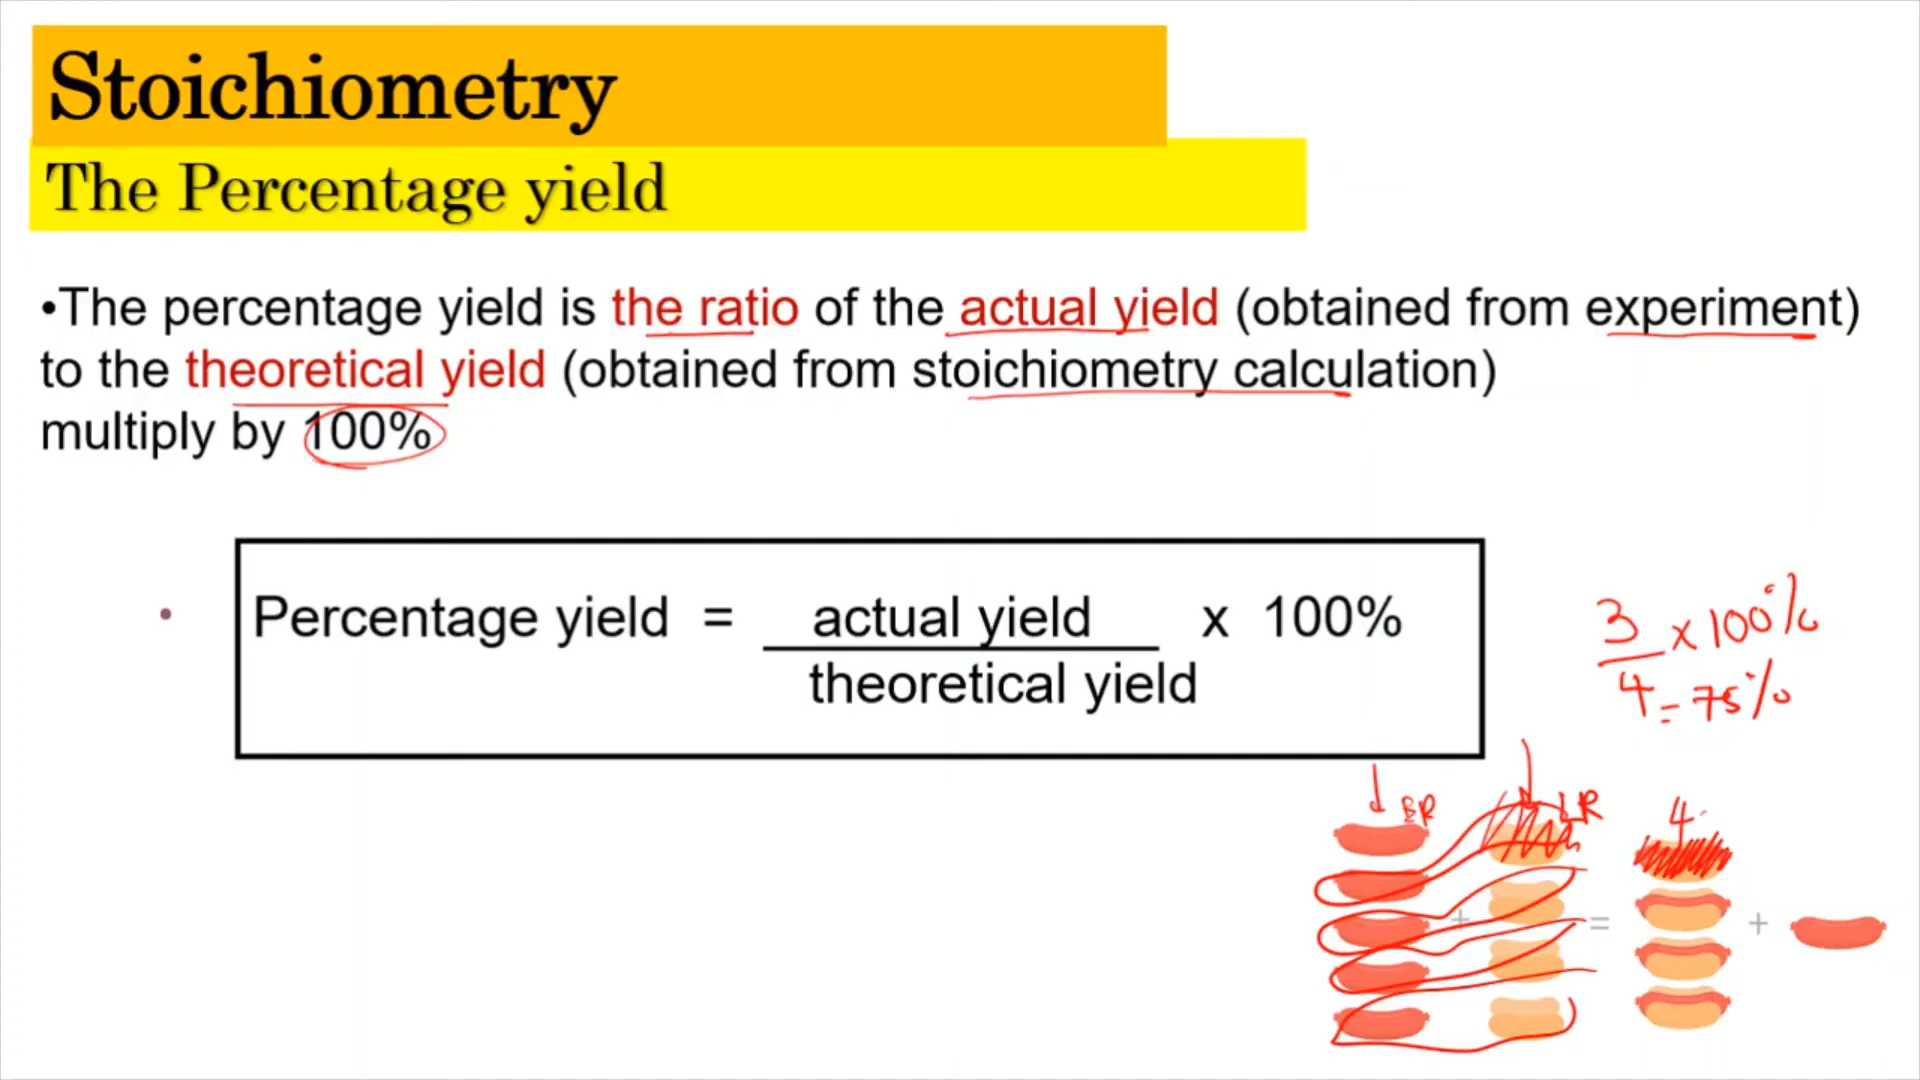 Stoichiometry
The Percentage yield
•The percentage yield is the ratio of the actual yield (obtained from experiment)
to the theoretical yield (obtained from stoichiometry calculation)
multiply by 100%
• Percentage yield = actual yield x 100%
theoretical yield
3 x 100%
4 = 75%
ER LR 4
+ = +